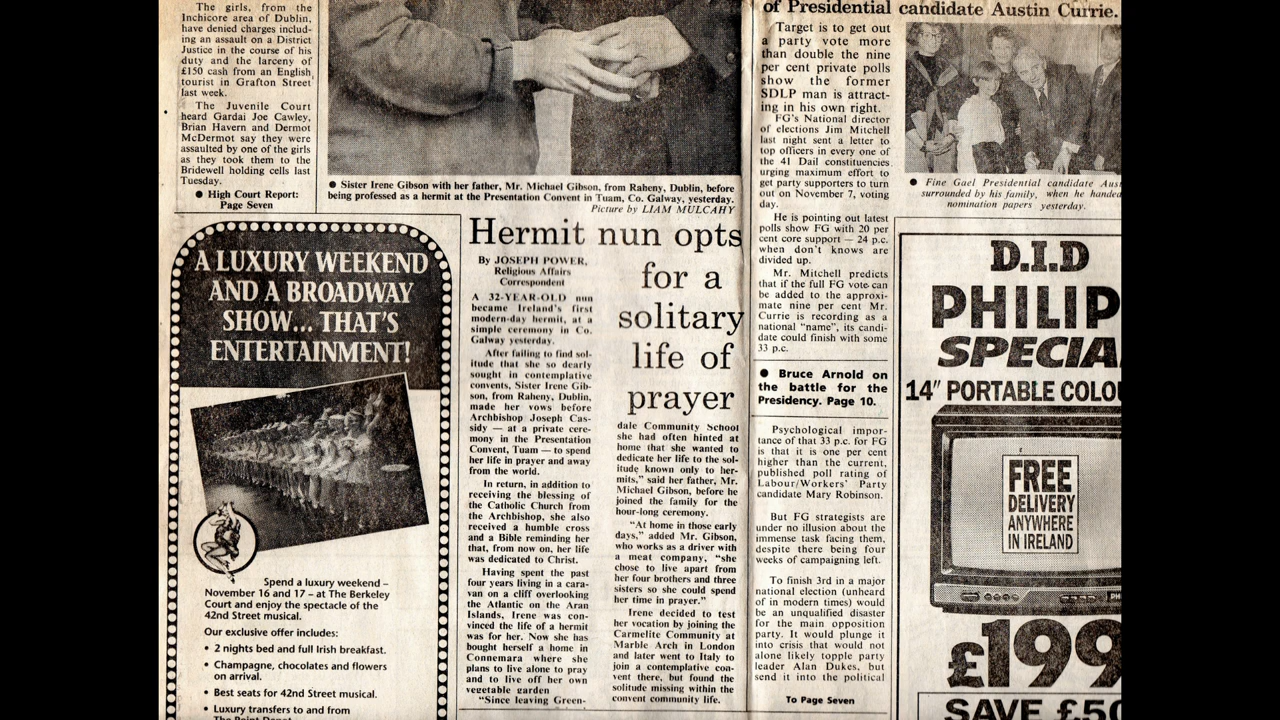 The girls, from the
Inchicore area of Dublin,
have denied charges includ-
ing an assault on a District
Justice in the course of his
duty and the larceny of
£150 cash from an English
tourist in Grafton Street
last week.
The Juvenile Court
heard Gardai Joe Cawley,
Brian Havern and Dermot
McDermot say they were
assaulted by one of the girls
as they took them to the
Bridewell holding cells last
Tuesday.
● High Court Report:
Page Seven
● Sister Irene Gibson with her father, Mr. Michael Gibson, from Raheny, Dublin, before
being professed as a hermit at the Presentation Convent in Tuam, Co. Galway, yesterday.
Picture by LIAM MULCAHY
A LUXURY WEEKEND
AND A BROADWAY
SHOW... THAT'S
ENTERTAINMENT!
Spend a luxury weekend –
November 16 and 17 – at The Berkeley
Court and enjoy the spectacle of the
42nd Street musical.
Our exclusive offer includes:
• 2 nights bed and full Irish breakfast.
• Champagne, chocolates and flowers
on arrival.
• Best seats for 42nd Street musical.
• Luxury transfers to and from
The Point Depot.
Hermit nun opts
for a
solitary
life of
prayer
By JOSEPH POWER,
Religious Affairs
Correspondent
A 32-YEAR-OLD nun
became Ireland's first
modern-day hermit, at a
simple ceremony in Co.
Galway yesterday.
After failing to find sol-
itude that she so dearly
sought in contemplative
convents, Sister Irene Gib-
son, from Raheny, Dublin,
made her vows before
Archbishop Joseph Cas-
sidy — at a private cere-
mony in the Presentation
Convent, Tuam — to spend
her life in prayer and away
from the world.
In return, in addition to
receiving the blessing of
the Catholic Church from
the Archbishop, she also
received a humble cross
and a Bible reminding her
that, from now on, her life
was dedicated to Christ.
Having spent the past
four years living in a cara-
van on a cliff overlooking
the Atlantic on the Aran
Islands, Irene was con-
vinced the life of a hermit
was for her. Now she has
bought herself a home in
Connemara where she
plans to live alone to pray
and to live off her own
vegetable garden
"Since leaving Green-
dale Community School
she had often hinted at
home that she wanted to
dedicate her life to the sol-
itude known only to her-
mits," said her father, Mr.
Michael Gibson, before he
joined the family for the
hour-long ceremony.
"At home in those early
days," added Mr. Gibson,
who works as a driver with
a meat company, "she
chose to live apart from
her four brothers and three
sisters so she could spend
her time in prayer."
Irene decided to test
her vocation by joining the
Carmelite Community at
Marble Arch in London
and later went to Italy to
join a contemplative con-
vent there, but found the
solitude missing within the
convent community life.
of Presidential candidate Austin Currie.
Target is to get out
a party vote more
than double the nine
per cent private polls
show the former
SDLP man is attract-
ing in his own right.
FG's National director
of elections Jim Mitchell
last night sent a letter to
top officers in every one of
the 41 Dail constituencies
urging maximum effort to
get party supporters to turn
out on November 7, voting
day.
He is pointing out latest
polls show FG with 20 per
cent core support — 24 p.c.
when don't knows are
divided up.
Mr. Mitchell predicts
that if the full FG vote can
be added to the approxi-
mate nine per cent Mr.
Currie is recording as a
national "name", its candi-
date could finish with some
33 p.c.
● Bruce Arnold on
the battle for the
Presidency. Page 10.
Psychological impor-
tance of that 33 p.c. for FG
is that it is one per cent
higher than the current,
published poll rating of
Labour/Workers' Party
candidate Mary Robinson.
But FG strategists are
under no illusion about the
immense task facing them,
despite there being four
weeks of campaigning left.
To finish 3rd in a major
national election (unheard
of in modern times) would
be an unqualified disaster
for the main opposition
party. It would plunge it
into crisis that would not
alone likely topple party
leader Alan Dukes, but
send it into the political
To Page Seven
● Fine Gael Presidential candidate Aust
surrounded by his family, when he handed
nomination papers yesterday.
D.I.D
PHILIP
SPECIA
14" PORTABLE COLOU
FREE
DELIVERY
ANYWHERE
IN IRELAND
PH
£199
SAVE £50